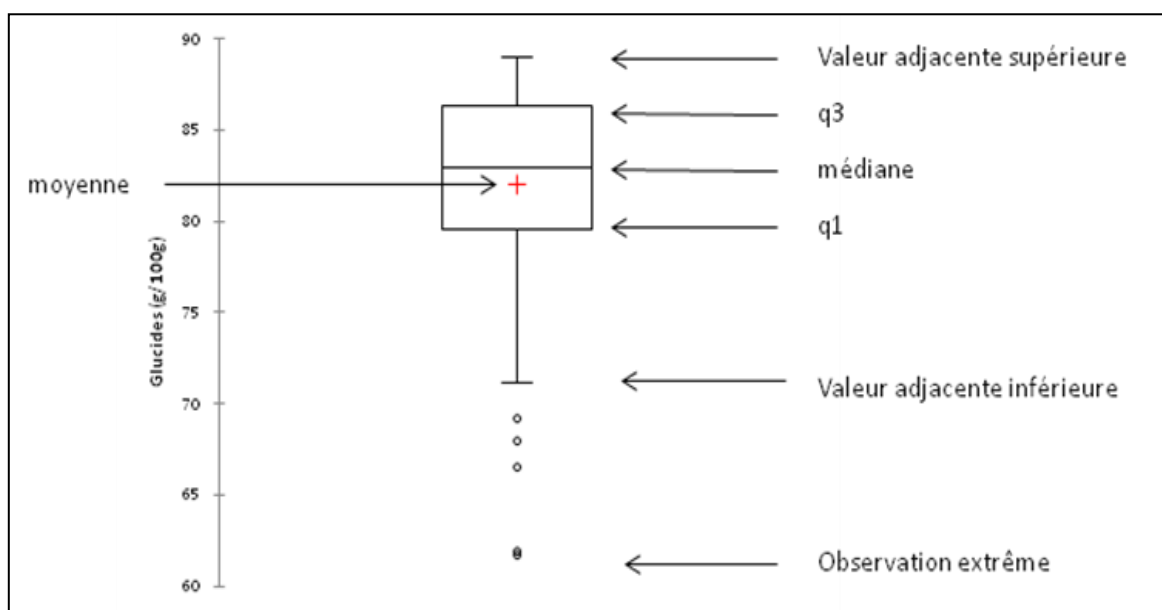 90
Valeur adjacente supérieure
q3
85
médiane
moyenne
80
q1
Glucides (g/100g)
75
Valeur adjacente inférieure
70
65
Observation extrême
60